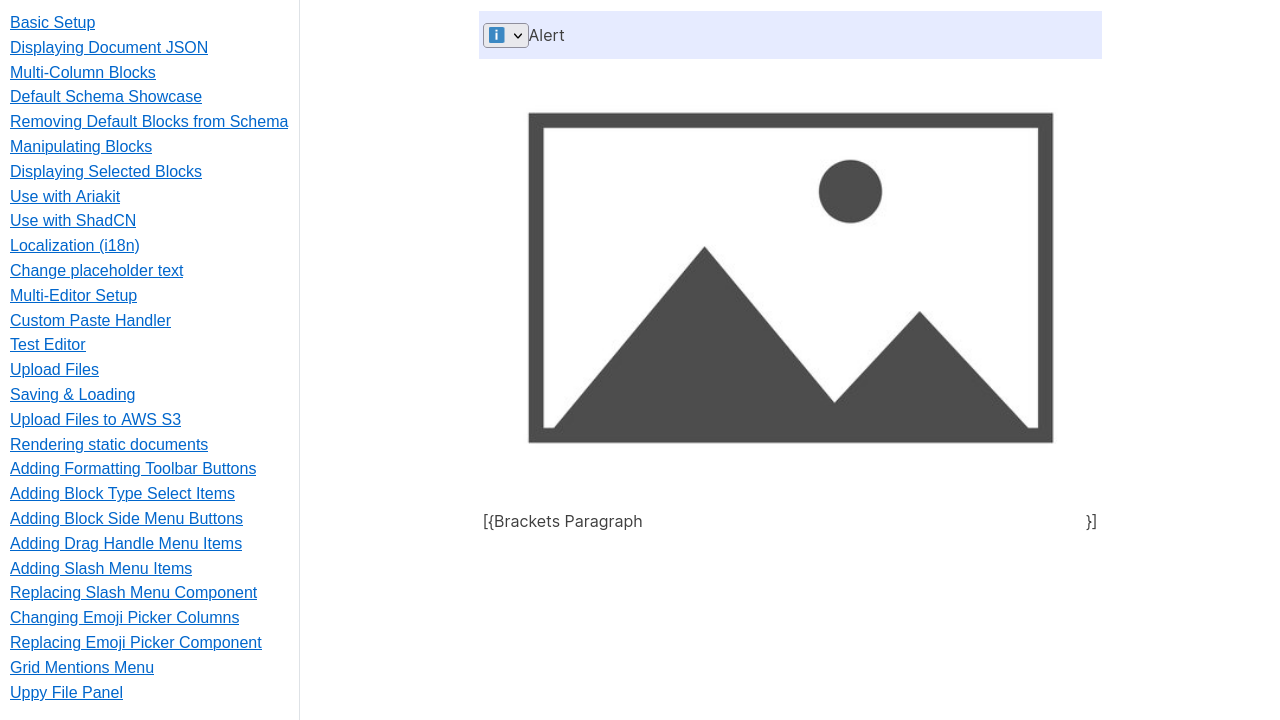 Basic Setup
Displaying Document JSON
Multi-Column Blocks
Default Schema Showcase
Removing Default Blocks from Schema
Manipulating Blocks
Displaying Selected Blocks
Use with Ariakit
Use with ShadCN
Localization (i18n)
Change placeholder text
Multi-Editor Setup
Custom Paste Handler
Test Editor
Upload Files
Saving & Loading
Upload Files to AWS S3
Rendering static documents
Adding Formatting Toolbar Buttons
Adding Block Type Select Items
Adding Block Side Menu Buttons
Adding Drag Handle Menu Items
Adding Slash Menu Items
Replacing Slash Menu Component
Changing Emoji Picker Columns
Replacing Emoji Picker Component
Grid Mentions Menu
Uppy File Panel
ℹ️ Alert
[{Brackets Paragraph }]